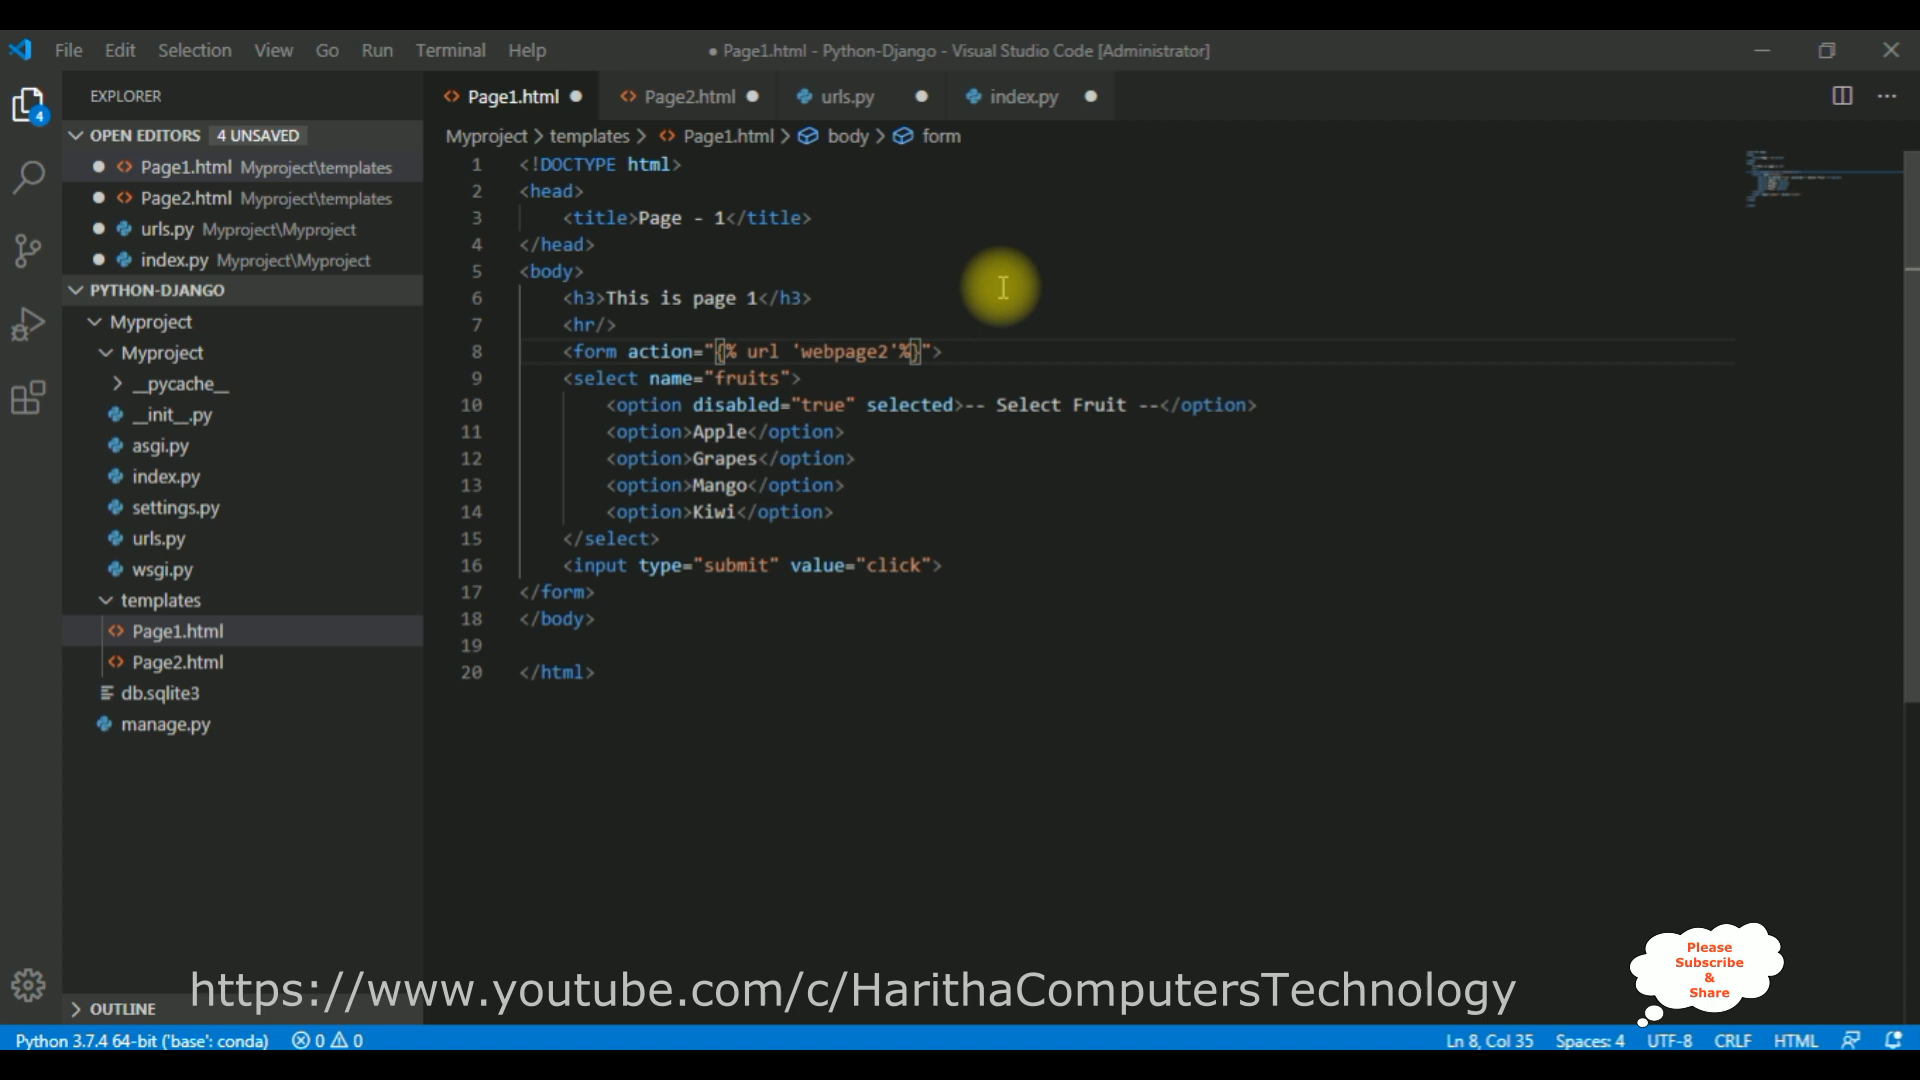 File Edit Selection View Go Run Terminal Help
● Page1.html - Python-Django - Visual Studio Code [Administrator]
4
EXPLORER
OPEN EDITORS 4 UNSAVED
Page1.html Myproject\templates
Page2.html Myproject\templates
urls.py Myproject\Myproject
index.py Myproject\Myproject
PYTHON-DJANGO
Myproject
Myproject
__pycache__
__init__.py
asgi.py
index.py
settings.py
urls.py
wsgi.py
templates
Page1.html
Page2.html
db.sqlite3
manage.py
OUTLINE
Page1.html Page2.html urls.py index.py
Myproject > templates > Page1.html > body > form
1 <!DOCTYPE html>
2 <head>
3 <title>Page - 1</title>
4 </head>
5 <body>
6 <h3>This is page 1</h3>
7 <hr/>
8 <form action="{% url 'webpage2'%}">
9 <select name="fruits">
10 <option disabled="true" selected>-- Select Fruit --</option>
11 <option>Apple</option>
12 <option>Grapes</option>
13 <option>Mango</option>
14 <option>Kiwi</option>
15 </select>
16 <input type="submit" value="click">
17 </form>
18 </body>
19
20 </html>
https://www.youtube.com/c/HarithaComputersTechnology
Please
Subscribe
&
Share
Python 3.7.4 64-bit ('base': conda) 0 0 Ln 8, Col 35 Spaces: 4 UTF-8 CRLF HTML